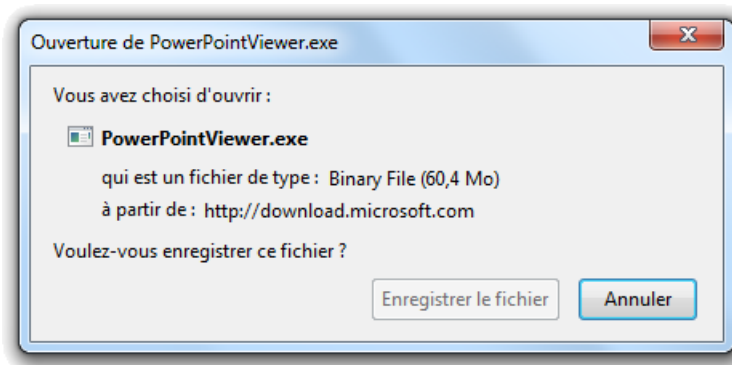 Ouverture de PowerPointViewer.exe
Vous avez choisi d'ouvrir :
PowerPointViewer.exe
qui est un fichier de type : Binary File (60,4 Mo)
à partir de : http://download.microsoft.com
Voulez-vous enregistrer ce fichier ?
Enregistrer le fichier Annuler